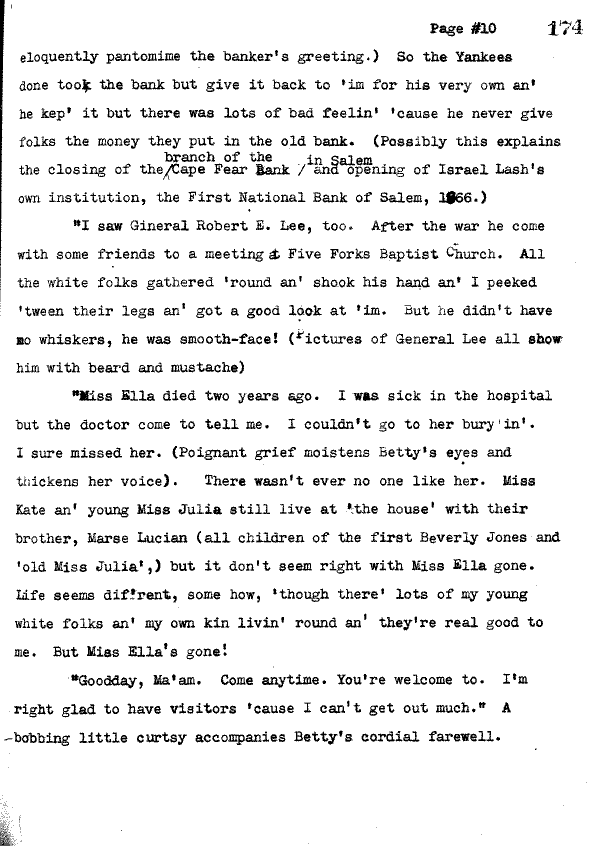 Page #10 174
eloquently pantomime the banker's greeting.) So the Yankees
done took the bank but give it back to 'im for his very own an'
he kep' it but there was lots of bad feelin' 'cause he never give
folks the money they put in the old bank. (Possibly this explains
branch of the in Salem
the closing of the/Cape Fear Bank / and opening of Israel Lash's
own institution, the First National Bank of Salem, 1866.)
"I saw Gineral Robert E. Lee, too. After the war he come
with some friends to a meeting at Five Forks Baptist Church. All
the white folks gathered 'round an' shook his hand an' I peeked
'tween their legs an' got a good look at 'im. But he didn't have
no whiskers, he was smooth-face! (Pictures of General Lee all show
him with beard and mustache)
"Miss Ella died two years ago. I was sick in the hospital
but the doctor come to tell me. I couldn't go to her bury'in'.
I sure missed her. (Poignant grief moistens Betty's eyes and
thickens her voice). There wasn't ever no one like her. Miss
Kate an' young Miss Julia still live at 'the house' with their
brother, Marse Lucian (all children of the first Beverly Jones and
'old Miss Julia',) but it don't seem right with Miss Ella gone.
Life seems dif'rent, some how, 'though there' lots of my young
white folks an' my own kin livin' round an' they're real good to
me. But Miss Ella's gone!
"Goodday, Ma'am. Come anytime. You're welcome to. I'm
right glad to have visitors 'cause I can't get out much." A
bobbing little curtsy accompanies Betty's cordial farewell.